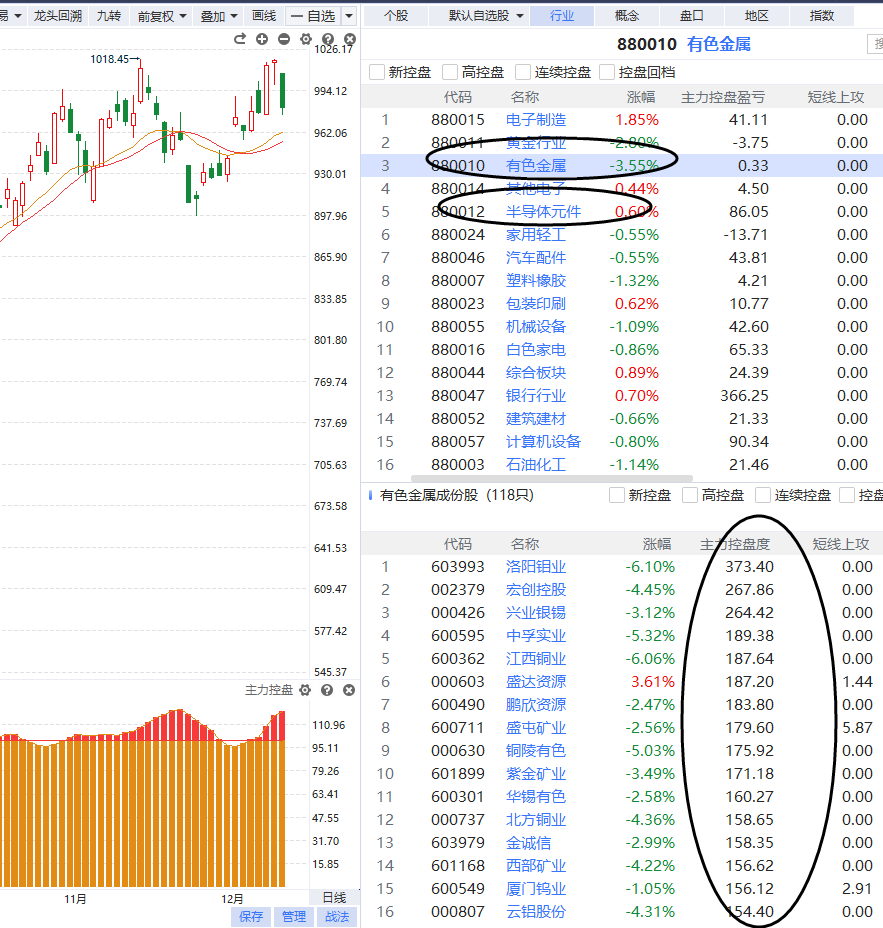 易 龙头回溯 九转 前复权 叠加 画线 一 自选
个股 默认自选股 行业 概念 盘口 地区 指数
1026.17
1018.45
994.12
962.06
930.01
897.96
865.90
833.85
801.80
769.74
737.69
705.63
673.58
641.53
609.47
577.42
545.37
主力控盘
110.96
95.11
79.26
63.41
47.55
31.70
15.85
11月 12月 日线
保存 管理 战法
880010 有色金属
新控盘 高控盘 连续控盘 控盘回档
代码 名称 涨幅 主力控盘盈亏 短线上攻
1 880015 电子制造 1.85% 41.11 0.00
2 880011 黄金行业 -2.80% -3.75 0.00
3 880010 有色金属 -3.55% 0.33 0.00
4 880014 其他电子 0.44% 4.50 0.00
5 880012 半导体元件 0.60% 86.05 0.00
6 880024 家用轻工 -0.55% -13.71 0.00
7 880046 汽车配件 -0.55% 43.81 0.00
8 880007 塑料橡胶 -1.32% 4.21 0.00
9 880023 包装印刷 0.62% 10.77 0.00
10 880055 机械设备 -1.09% 42.60 0.00
11 880016 白色家电 -0.86% 65.33 0.00
12 880044 综合板块 0.89% 24.39 0.00
13 880047 银行行业 0.70% 366.25 0.00
14 880052 建筑建材 -0.66% 21.33 0.00
15 880057 计算机设备 -0.80% 90.34 0.00
16 880003 石油化工 -1.14% 21.46 0.00
有色金属成份股 (118只) 新控盘 高控盘 连续控盘 控盘
代码 名称 涨幅 主力控盘度 短线上攻
1 603993 洛阳钼业 -6.10% 373.40 0.00
2 002379 宏创控股 -4.45% 267.86 0.00
3 000426 兴业银锡 -3.12% 264.42 0.00
4 600595 中孚实业 -5.32% 189.38 0.00
5 600362 江西铜业 -6.06% 187.64 0.00
6 000603 盛达资源 3.61% 187.20 1.44
7 600490 鹏欣资源 -2.47% 183.80 0.00
8 600711 盛屯矿业 -2.56% 179.60 5.87
9 000630 铜陵有色 -5.03% 175.92 0.00
10 601899 紫金矿业 -3.49% 171.18 0.00
11 600301 华锡有色 -2.58% 160.27 0.00
12 000737 北方铜业 -4.36% 158.65 0.00
13 603979 金诚信 -2.99% 158.35 0.00
14 601168 西部矿业 -4.22% 156.62 0.00
15 600549 厦门钨业 -1.05% 156.12 2.91
16 000807 云铝股份 -4.31% 154.40 0.00